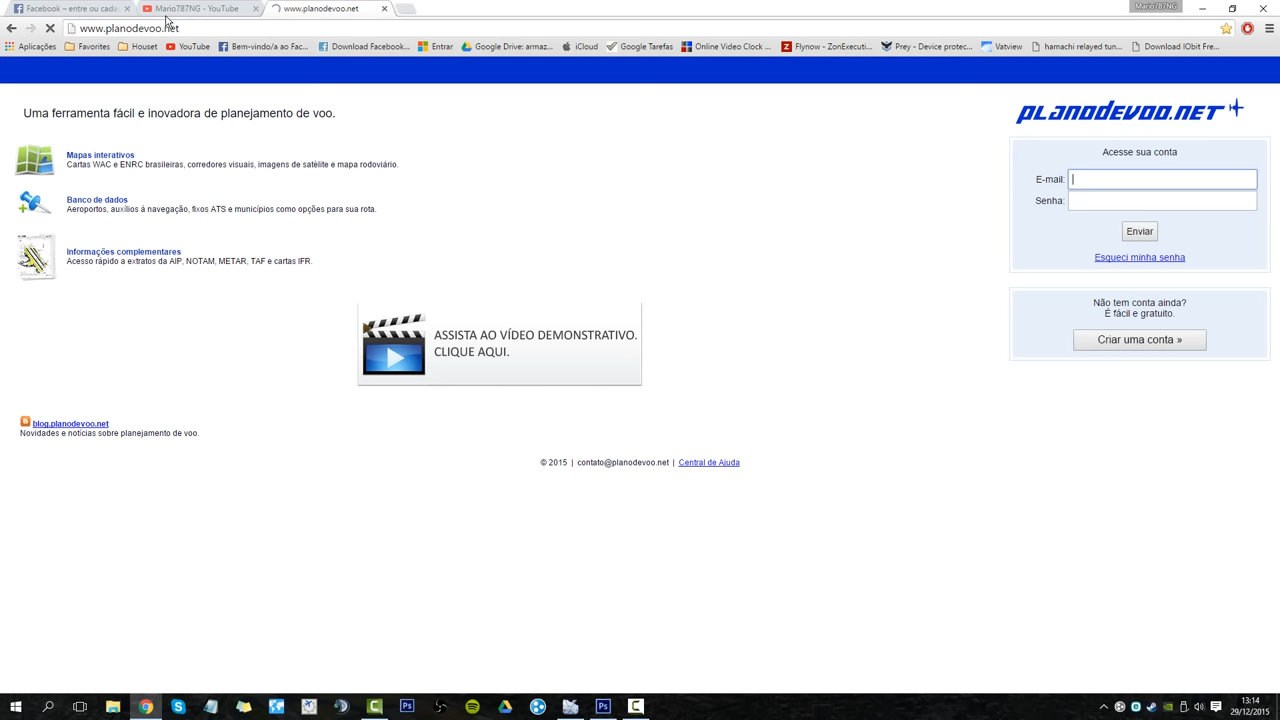 Facebook – entre ou cada
Mario787NG - YouTube
www.planodevoo.net
Mario787NG
www.planodevoo.net
Aplicações
Favorites
Houset
YouTube
Bem-vindo/a ao Fac...
Download Facebook...
Entrar
Google Drive: armaz...
iCloud
Google Tarefas
Online Video Clock ...
Flynow - ZonExecuti...
Prey - Device protec...
Vatview
hamachi relayed tun...
Download IObit Fre...
Uma ferramenta fácil e inovadora de planejamento de voo.
Mapas interativos
Cartas WAC e ENRC brasileiras, corredores visuais, imagens de satélite e mapa rodoviário.
Banco de dados
Aeroportos, auxílios á navegação, fixos ATS e municípios como opções para sua rota.
Informações complementares
Acesso rápido a extratos da AIP, NOTAM, METAR, TAF e cartas IFR.
ASSISTA AO VÍDEO DEMONSTRATIVO.
CLIQUE AQUI.
blog.planodevoo.net
Novidades e notícias sobre planejamento de voo.
© 2015 | contato@planodevoo.net | Central de Ajuda
PLANODEVOO.NET
Acesse sua conta
E-mail:
Senha:
Enviar
Esqueci minha senha
Não tem conta ainda?
É fácil e gratuito.
Criar uma conta »
13:14
29/12/2015